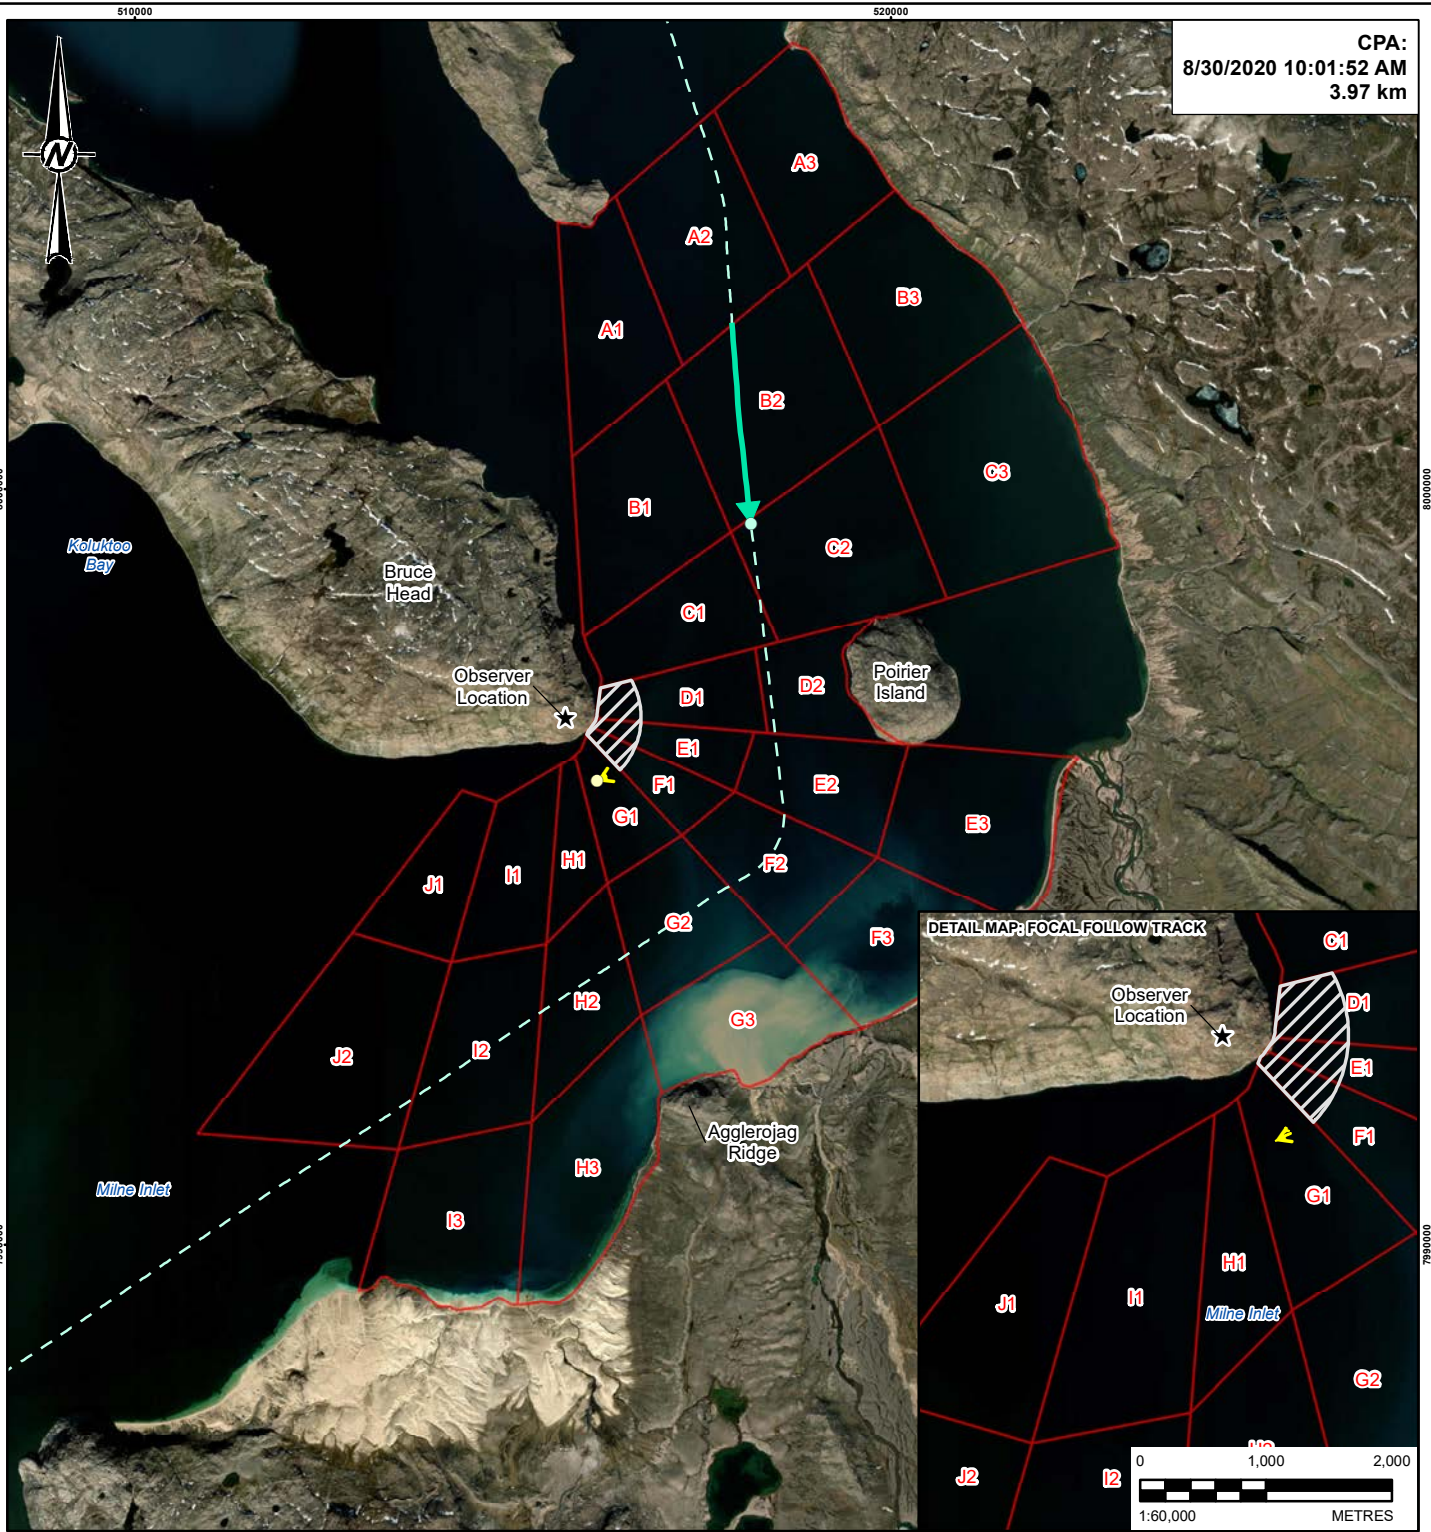 510000
520000
CPA:
8/30/2020 10:01:52 AM
3.97 km
N
A3
A2
B3
A1
B2
C3
8000000
B1
Koluktoo
Bay
C2
Bruce
Head
C1
Observer
Location
Poirier
Island
D2
D1
E1
E2
F1
G1
E3
F2
H1
I1
J1
G2
F3
H2
G3
I2
J2
Agglerojag
Ridge
H3
Milne Inlet
I3
7990000
DETAIL MAP: FOCAL FOLLOW TRACK
C1
Observer
Location
D1
E1
F1
G1
H1
I1
J1
Milne Inlet
G2
J2
I2
0 1,000 2,000
1:60,000 METRES